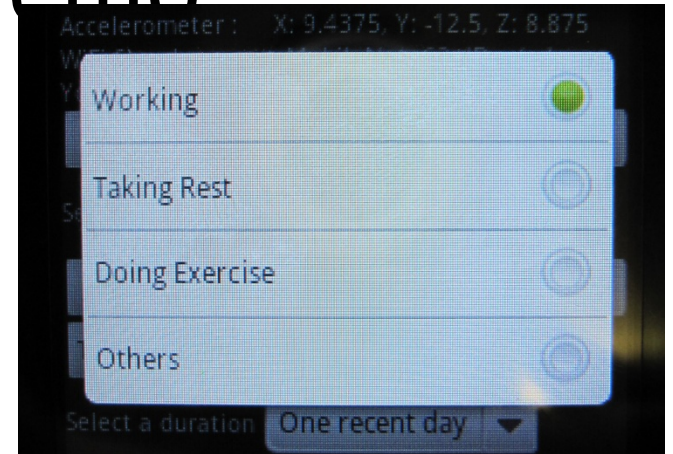 Accelerometer: X: 9.4375, Y: -12.5, Z: 8.875
Working
Taking Rest
Doing Exercise
Others
Select a duration One recent day